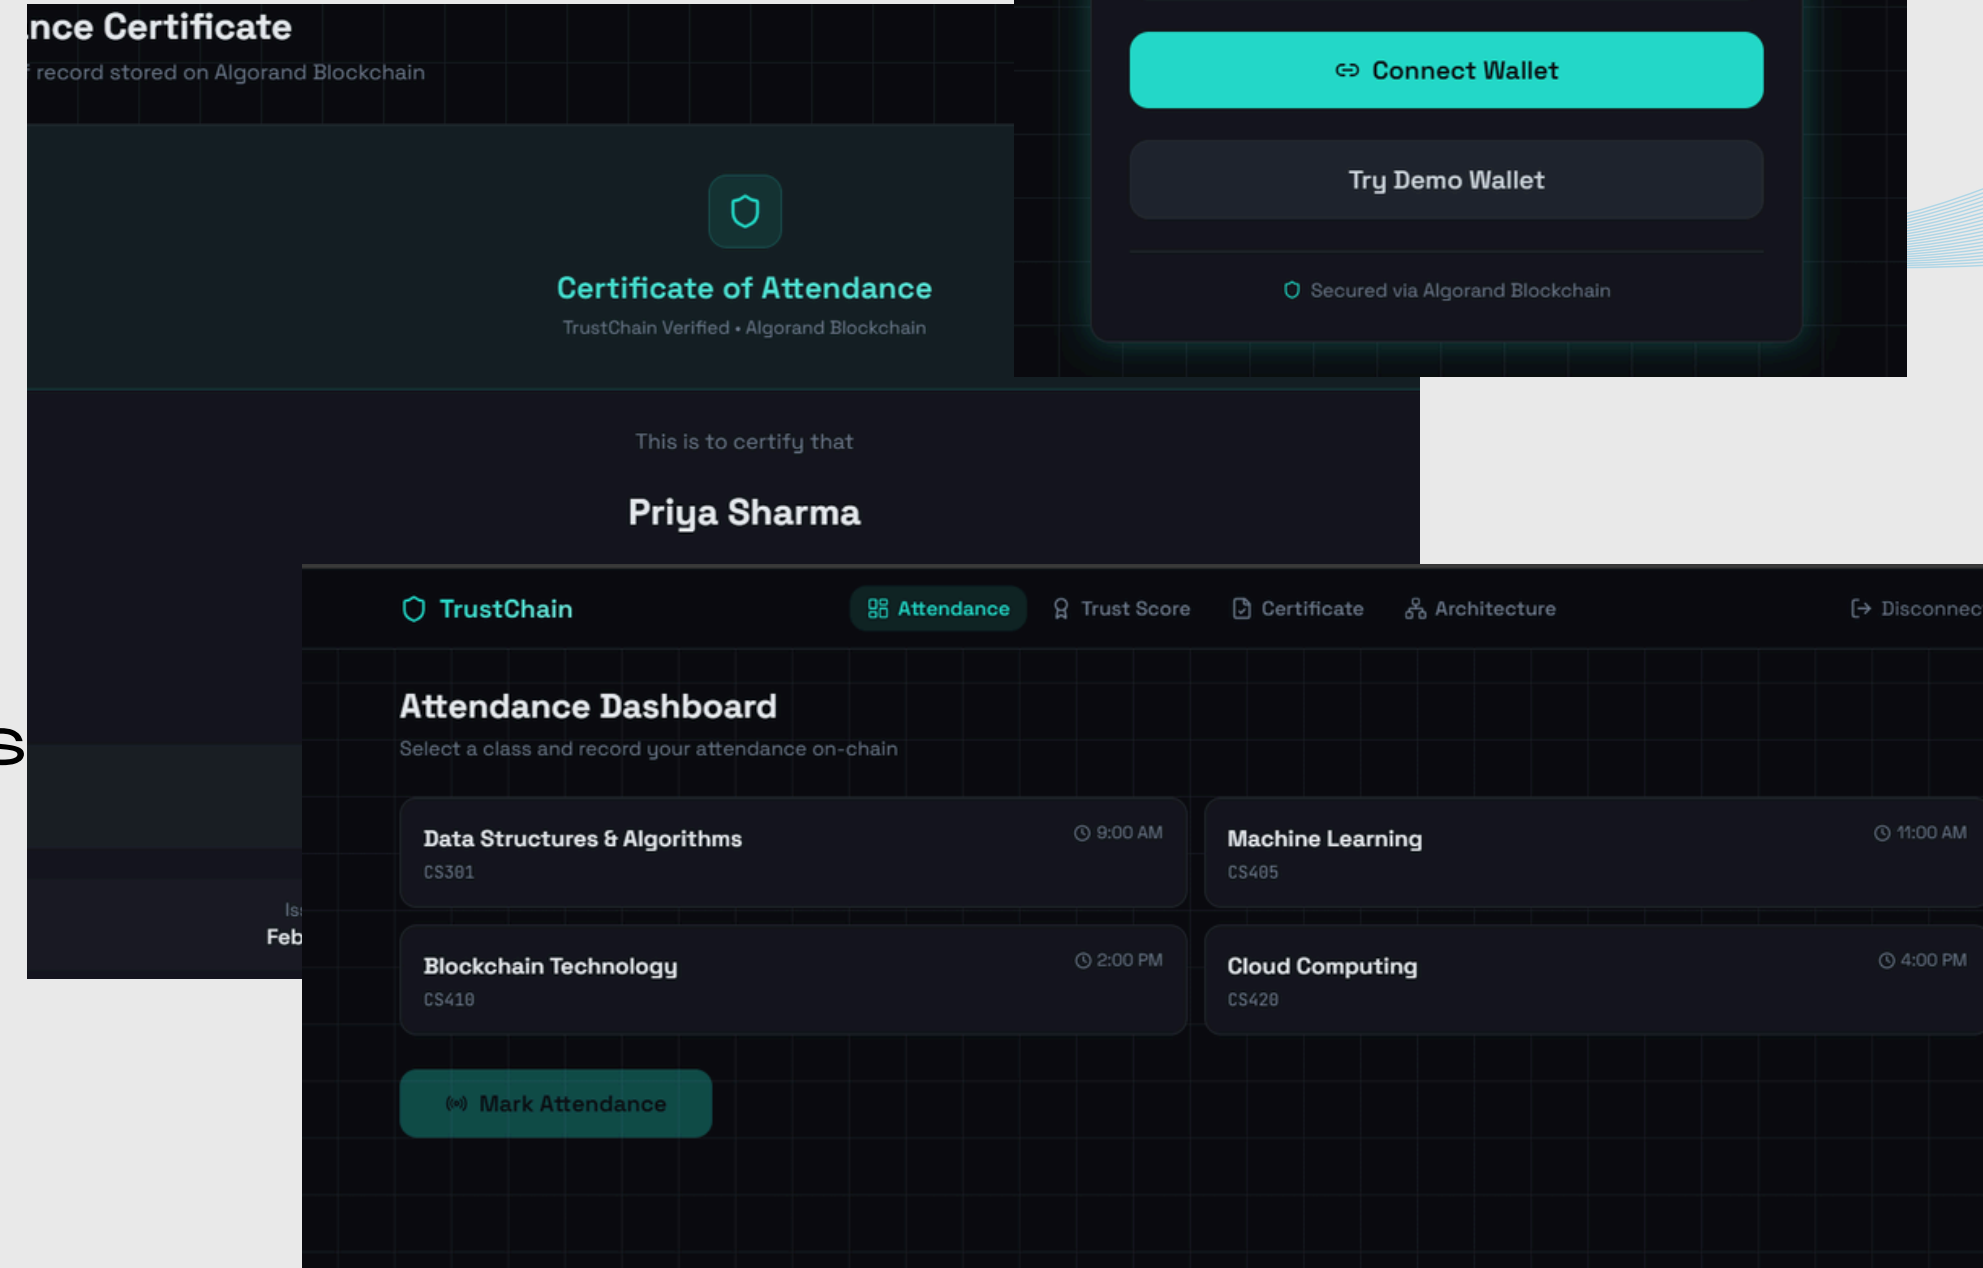 nce Certificate
record stored on Algorand Blockchain
Certificate of Attendance
TrustChain Verified • Algorand Blockchain
This is to certify that
Priya Sharma
Iss
Feb
Connect Wallet
Try Demo Wallet
Secured via Algorand Blockchain
s
TrustChain
Attendance
Trust Score
Certificate
Architecture
Disconnec
Attendance Dashboard
Select a class and record your attendance on-chain
Data Structures & Algorithms
9:00 AM
CS301
Machine Learning
11:00 AM
CS405
Blockchain Technology
2:00 PM
CS410
Cloud Computing
4:00 PM
CS420
Mark Attendance